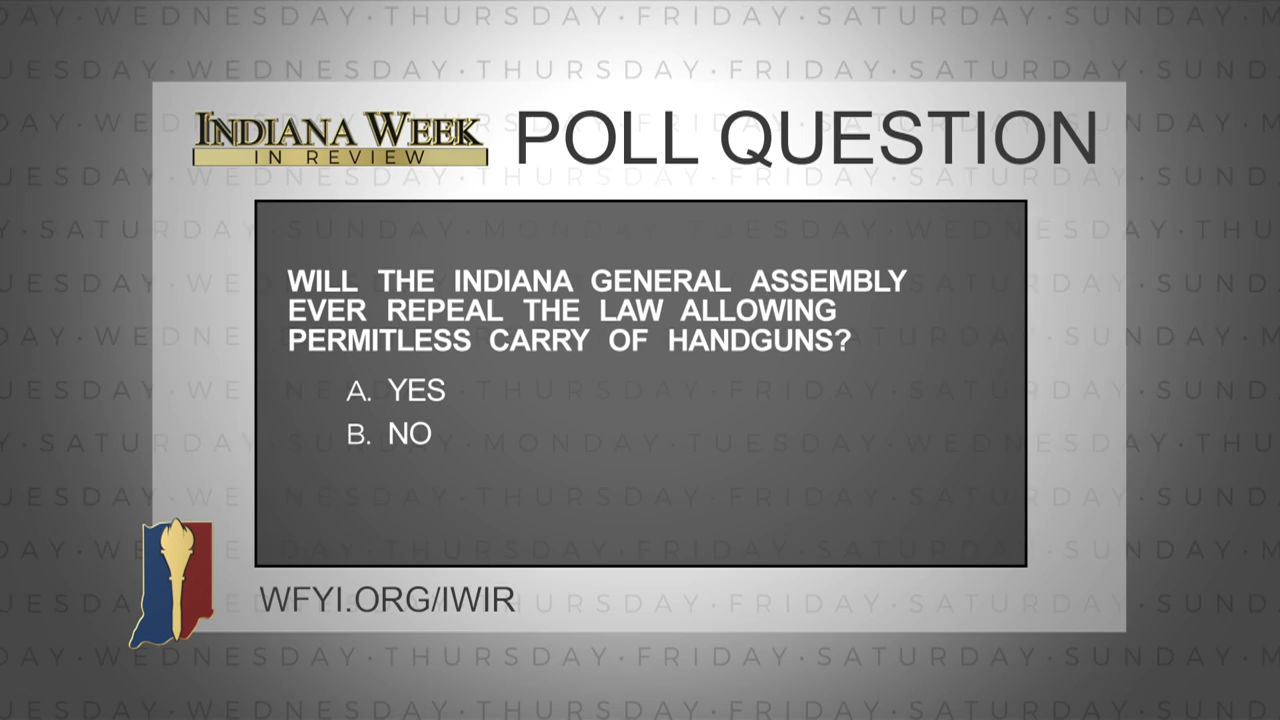 INDIANA WEEK
IN REVIEW
POLL QUESTION
WILL THE INDIANA GENERAL ASSEMBLY
EVER REPEAL THE LAW ALLOWING
PERMITLESS CARRY OF HANDGUNS?
A. YES
B. NO
WFYI.ORG/IWIR